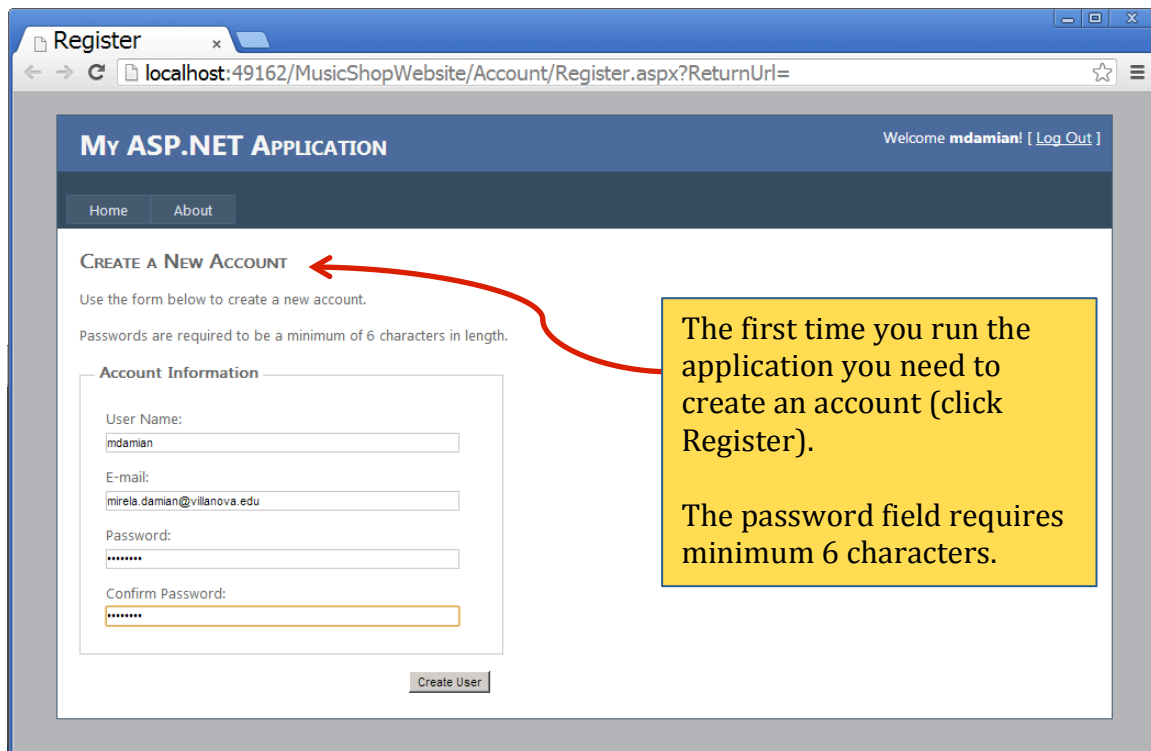 Register
localhost:49162/MusicShopWebsite/Account/Register.aspx?ReturnUrl=
My ASP.NET Application
Welcome mdamian! [ Log Out ]
Home About
Create a New Account
Use the form below to create a new account.
Passwords are required to be a minimum of 6 characters in length.
Account Information
User Name:
mdamian
E-mail:
mirela.damian@villanova.edu
Password:
••••••••
Confirm Password:
••••••••
Create User
The first time you run the
application you need to
create an account (click
Register).
The password field requires
minimum 6 characters.